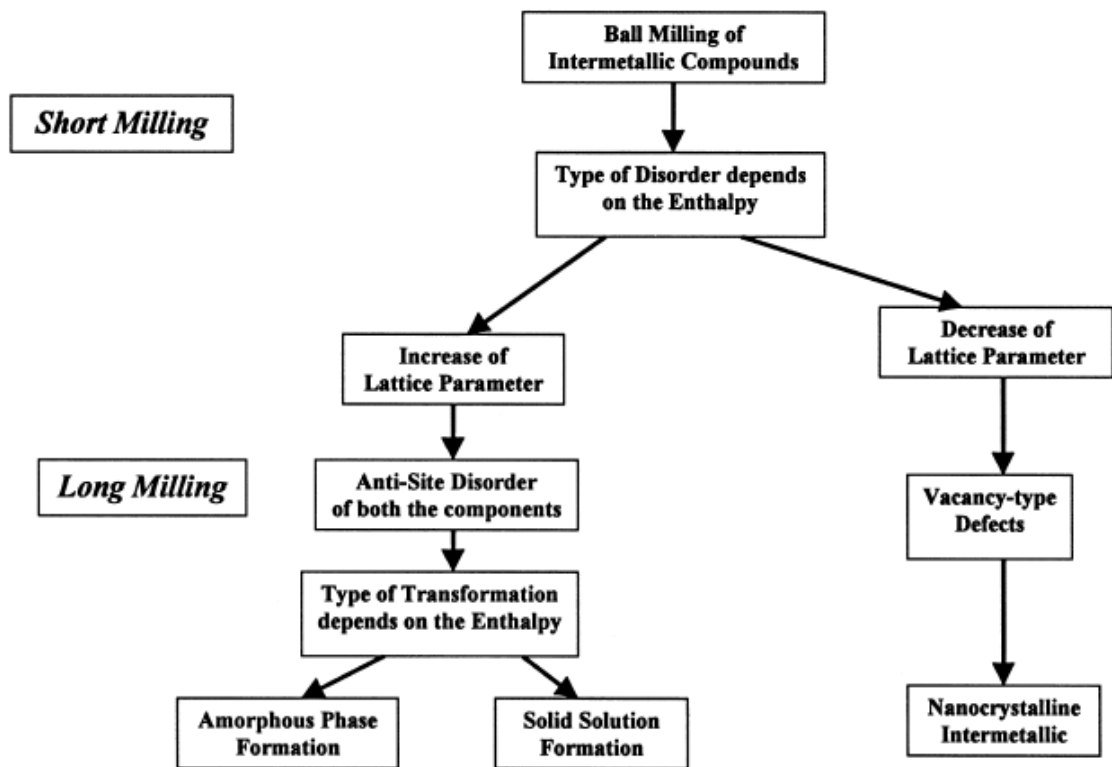 Ball Milling of
Intermetallic Compounds
Short Milling
Type of Disorder depends
on the Enthalpy
Increase of
Lattice Parameter
Decrease of
Lattice Parameter
Long Milling
Anti-Site Disorder
of both the components
Vacancy-type
Defects
Type of Transformation
depends on the Enthalpy
Amorphous Phase
Formation
Solid Solution
Formation
Nanocrystalline
Intermetallic